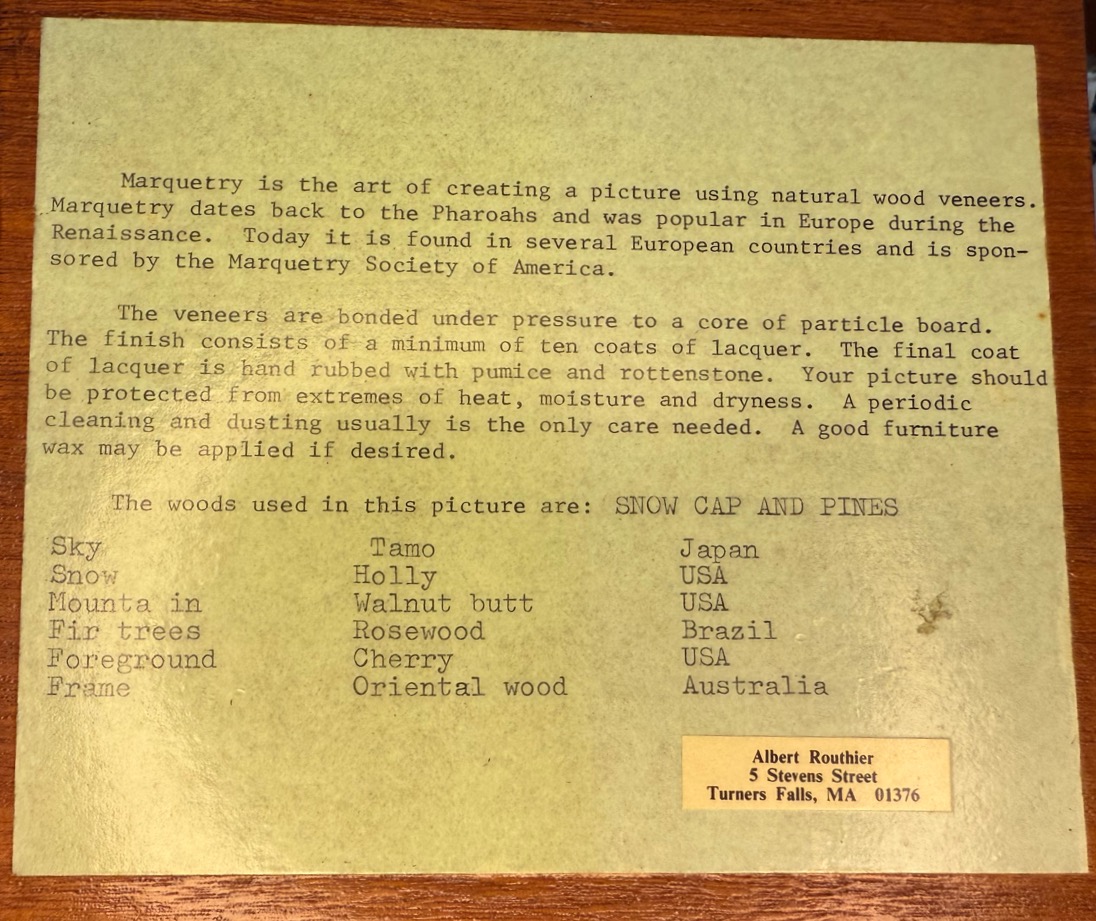 Marquetry is the art of creating a picture using natural wood veneers.
Marquetry dates back to the Pharoahs and was popular in Europe during the
Renaissance. Today it is found in several European countries and is spon-
sored by the Marquetry Society of America.
The veneers are bonded under pressure to a core of particle board.
The finish consists of a minimum of ten coats of lacquer. The final coat
of lacquer is hand rubbed with pumice and rottenstone. Your picture should
be protected from extremes of heat, moisture and dryness. A periodic
cleaning and dusting usually is the only care needed. A good furniture
wax may be applied if desired.
The woods used in this picture are: SNOW CAP AND PINES
Sky Tamo Japan
Snow Holly USA
Mounta in Walnut butt USA
Fir trees Rosewood Brazil
Foreground Cherry USA
Frame Oriental wood Australia
Albert Routhier
5 Stevens Street
Turners Falls, MA 01376